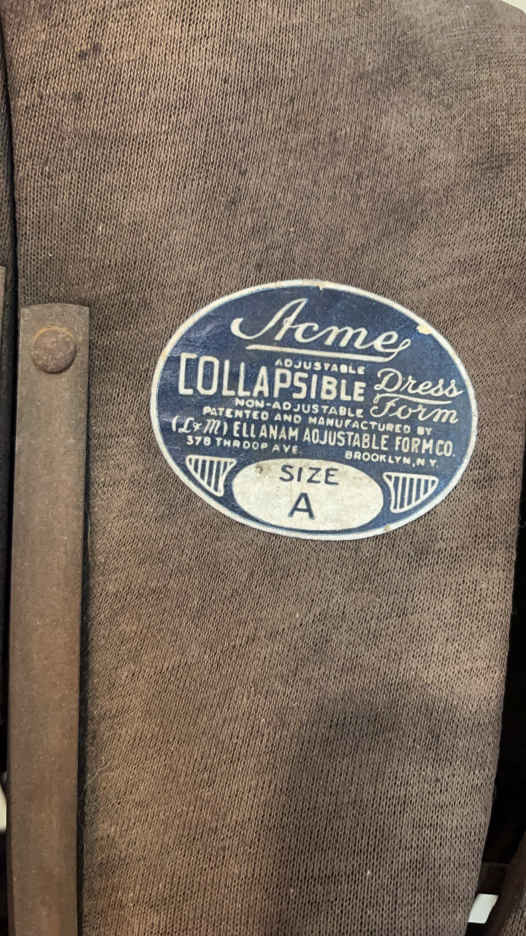 Acme
ADJUSTABLE
COLLAPSIBLE Dress
NON-ADJUSTABLE Form
PATENTED AND MANUFACTURED BY
(L & M) ELLANAM ADJUSTABLE FORM CO.
378 THROOP AVE. BROOKLYN, N.Y.
SIZE
A